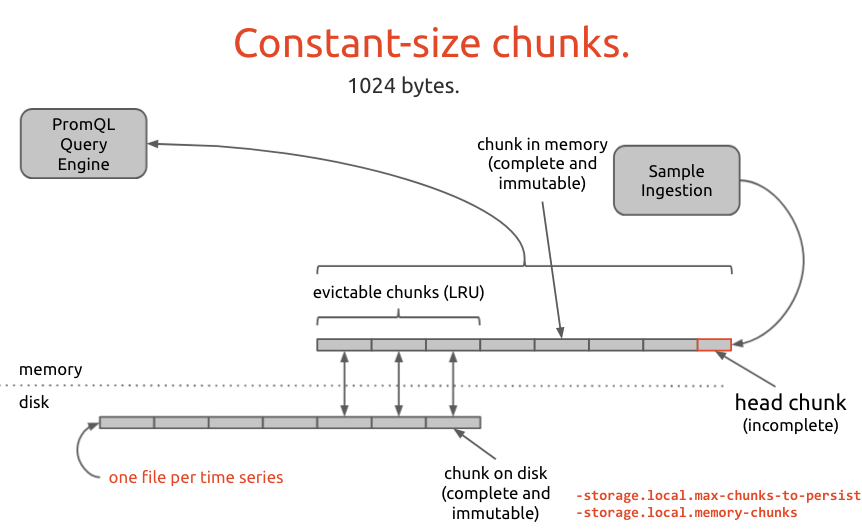 Constant-size chunks.
1024 bytes.
PromQL
Query
Engine
chunk in memory
(complete and
immutable)
Sample
Ingestion
evictable chunks (LRU)
memory
disk
head chunk
(incomplete)
one file per time series
chunk on disk
(complete and
immutable)
-storage.local.max-chunks-to-persist
-storage.local.memory-chunks